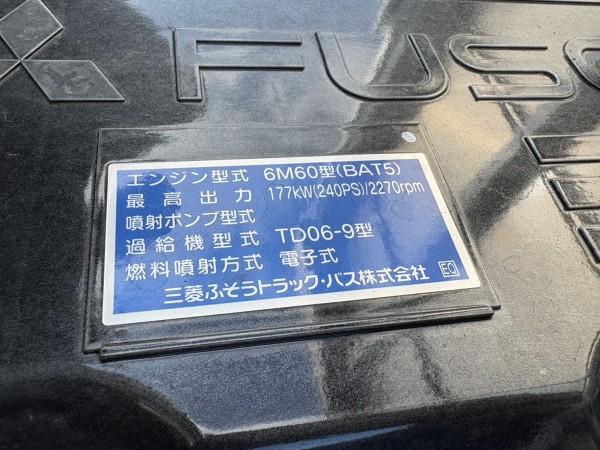 FUSO
エンジン型式 6M60型(BAT5)
最高出力 177kW(240PS)/2270rpm
噴射ポンプ型式
過給機型式 TD06-9型
燃料噴射方式 電子式
三菱ふそうトラック・バス株式会社 EQ